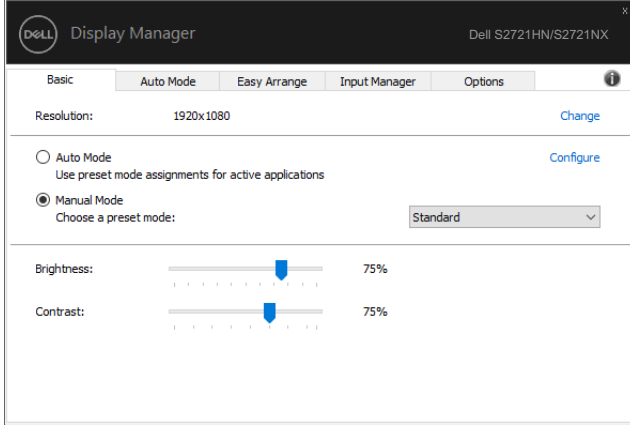 x
DELL Display Manager Dell S2721HN/S2721NX
Basic Auto Mode Easy Arrange Input Manager Options i
Resolution: 1920x1080 Change
Auto Mode Configure
Use preset mode assignments for active applications
Manual Mode
Choose a preset mode: Standard
Brightness: 75%
Contrast: 75%